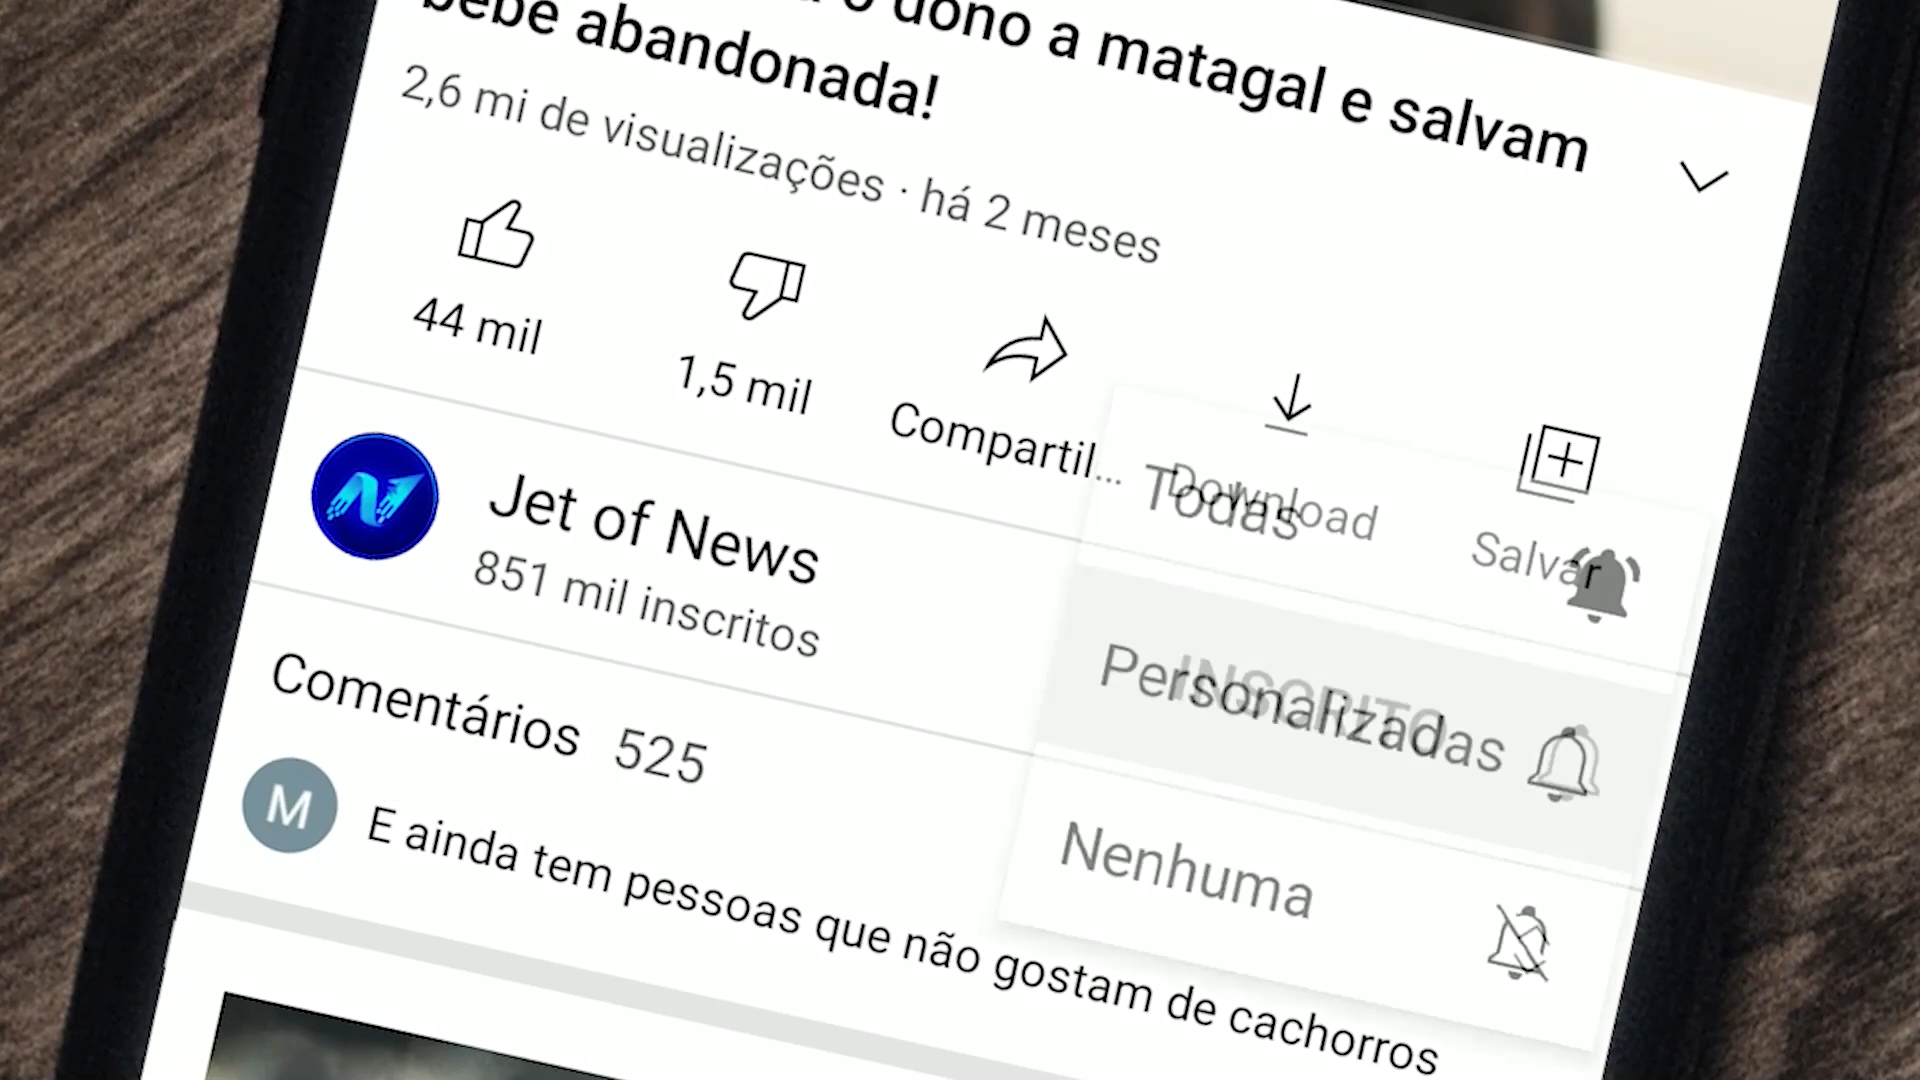 o dono a matagal e salvam
bebê abandonada!
2,6 mi de visualizações · há 2 meses
44 mil
1,5 mil
Compartil...
Download
Salvar
Todas
Jet of News
851 mil inscritos
INSCRITO
Personalizadas
Comentários 525
Nenhuma
M
E ainda tem pessoas que não gostam de cachorros